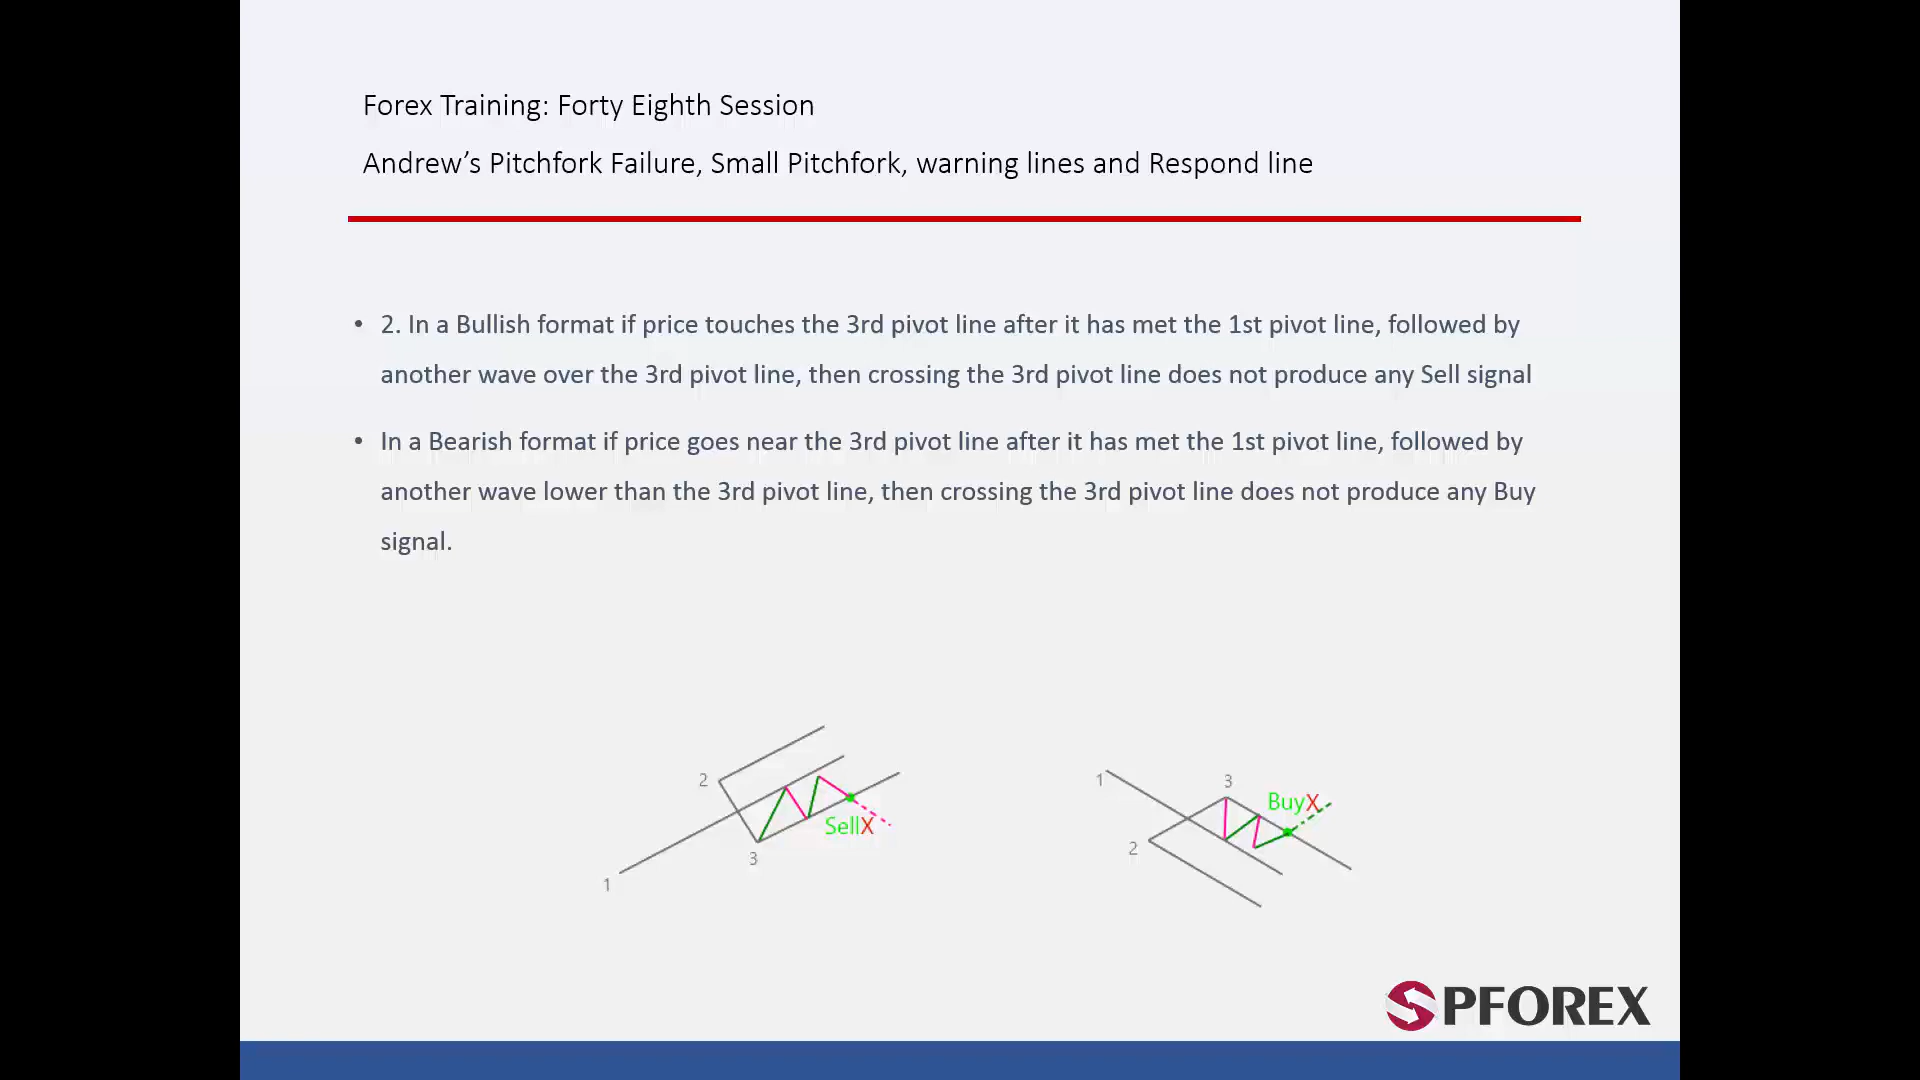 Forex Training: Forty Eighth Session
Andrew’s Pitchfork Failure, Small Pitchfork, warning lines and Respond line
• 2. In a Bullish format if price touches the 3rd pivot line after it has met the 1st pivot line, followed by
another wave over the 3rd pivot line, then crossing the 3rd pivot line does not produce any Sell signal
• In a Bearish format if price goes near the 3rd pivot line after it has met the 1st pivot line, followed by
another wave lower than the 3rd pivot line, then crossing the 3rd pivot line does not produce any Buy
signal.
2
SellX
3
1
1
3
BuyX
2
SPFOREX